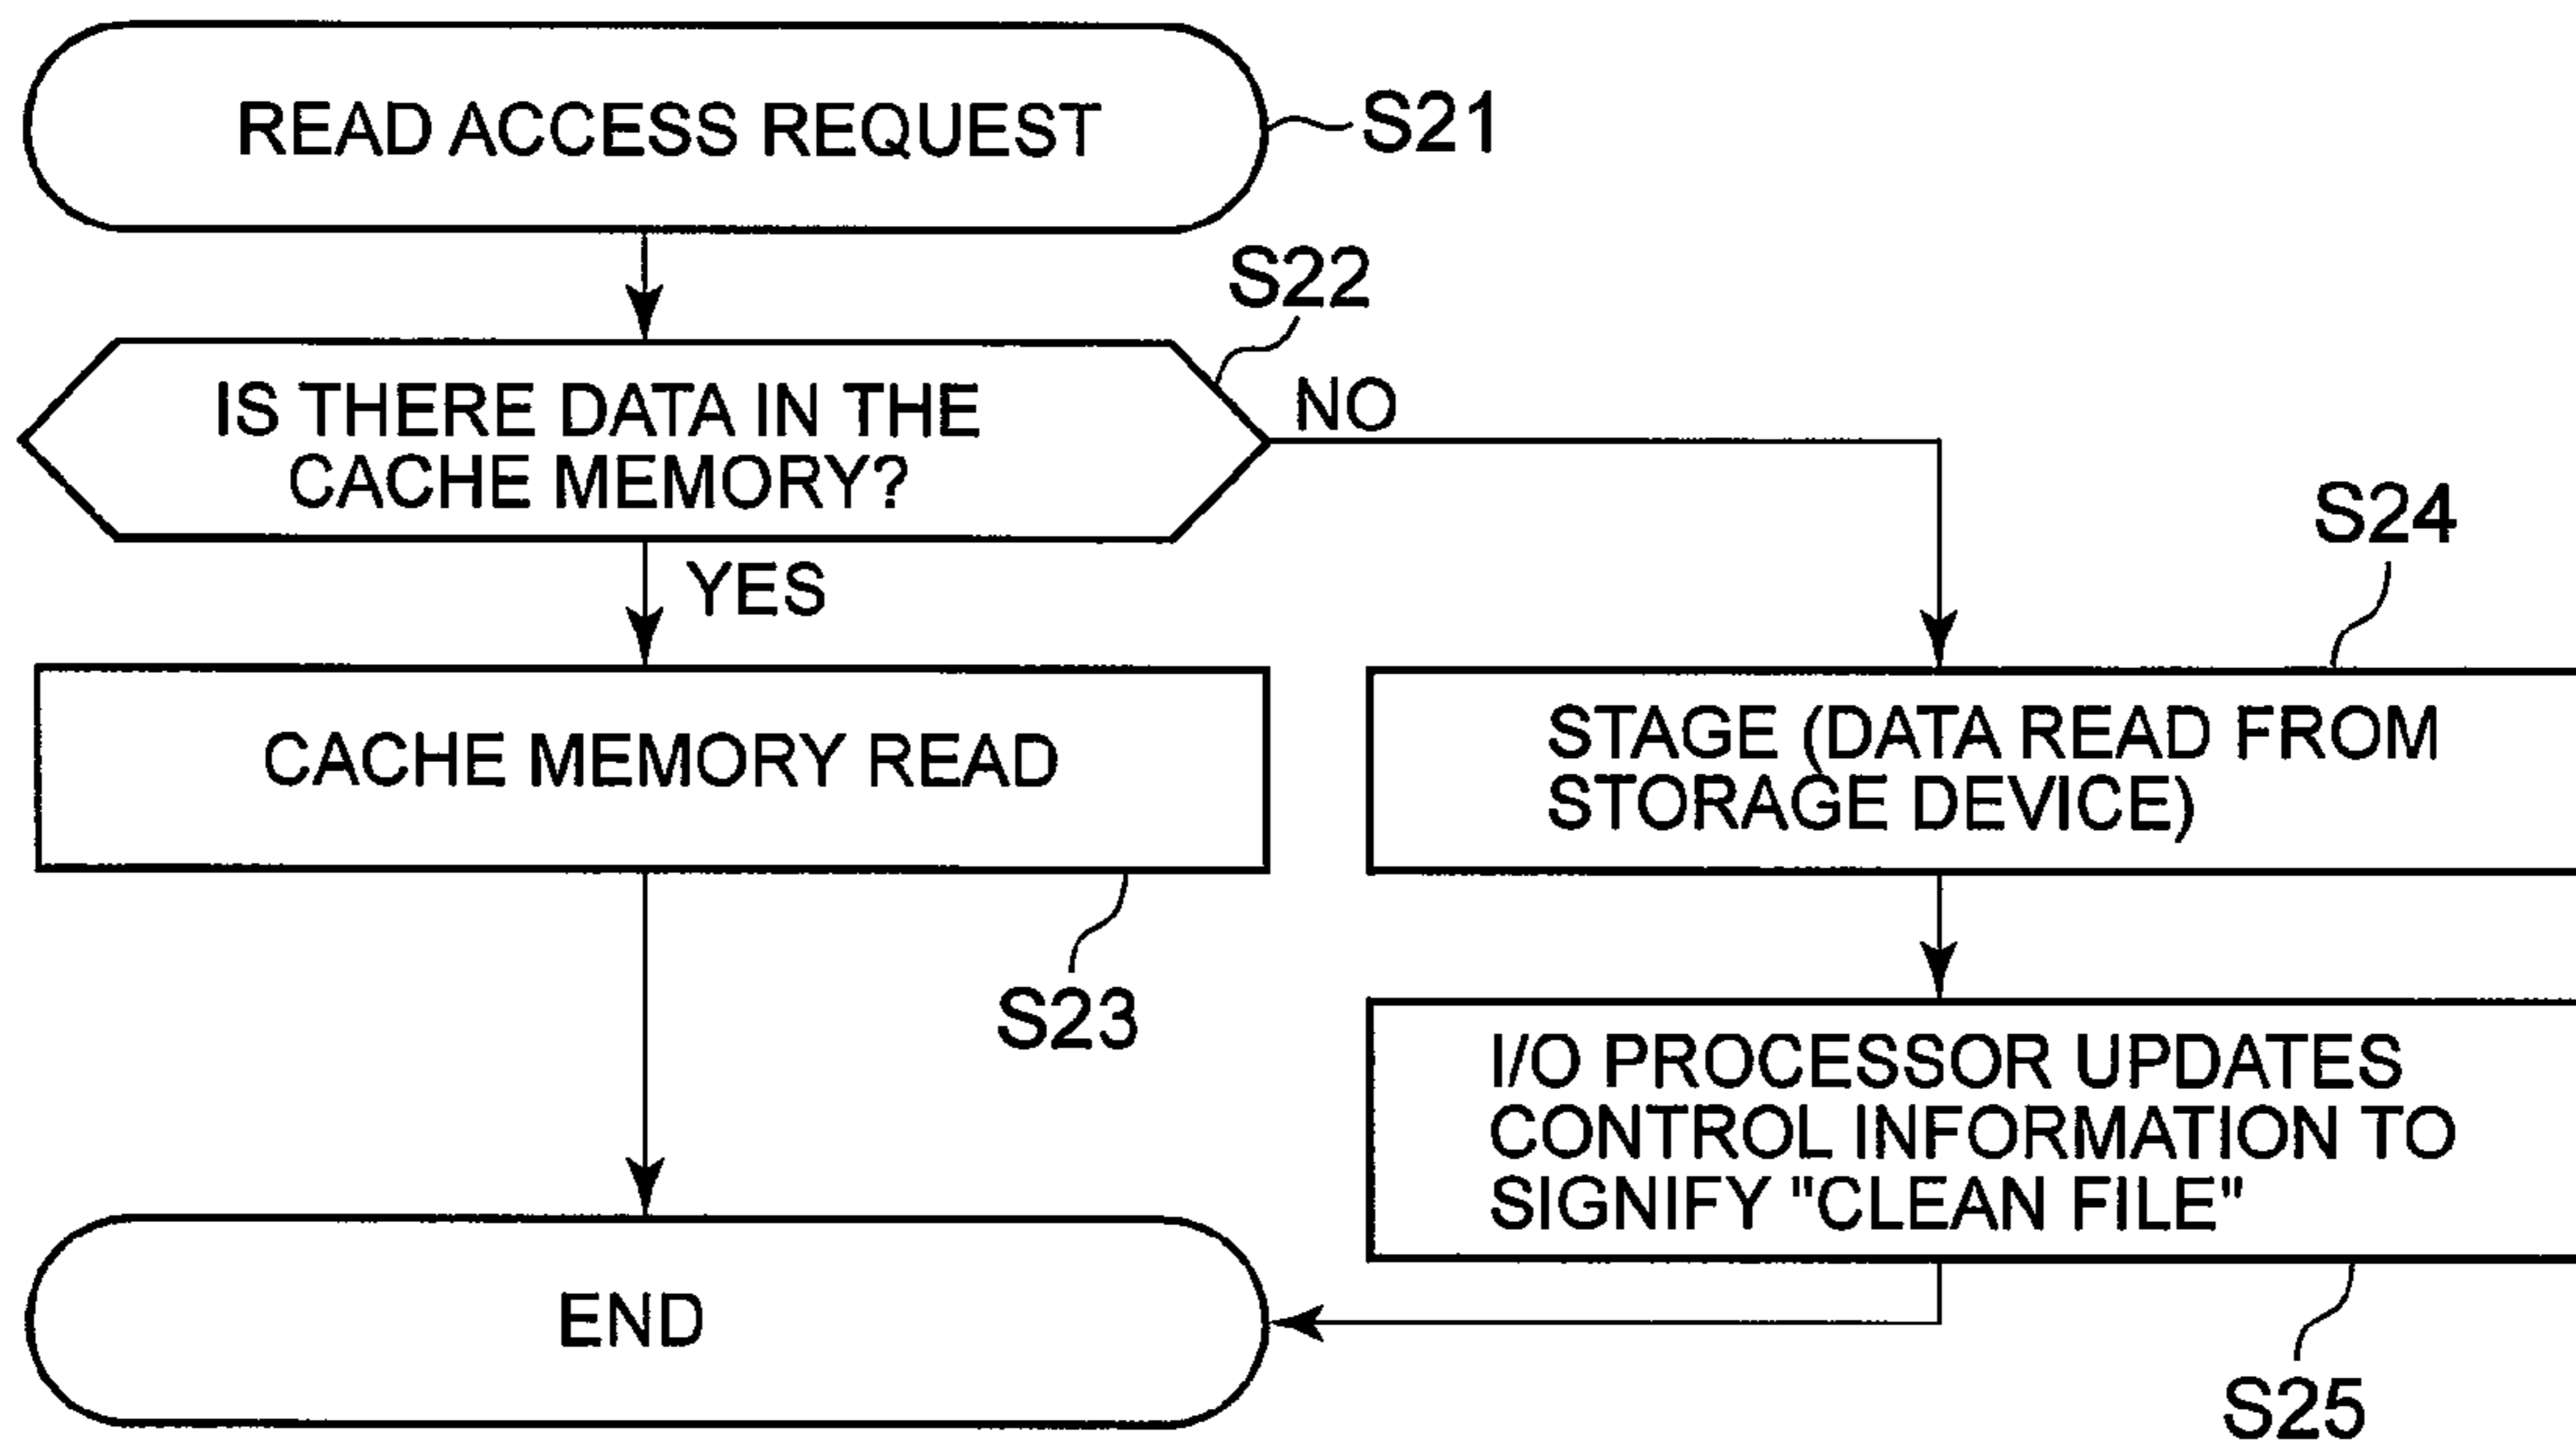 READ ACCESS REQUEST
S21
S22
IS THERE DATA IN THE
CACHE MEMORY?
NO
YES
S24
CACHE MEMORY READ
S23
STAGE (DATA READ FROM
STORAGE DEVICE)
I/O PROCESSOR UPDATES
CONTROL INFORMATION TO
SIGNIFY "CLEAN FILE"
S25
END